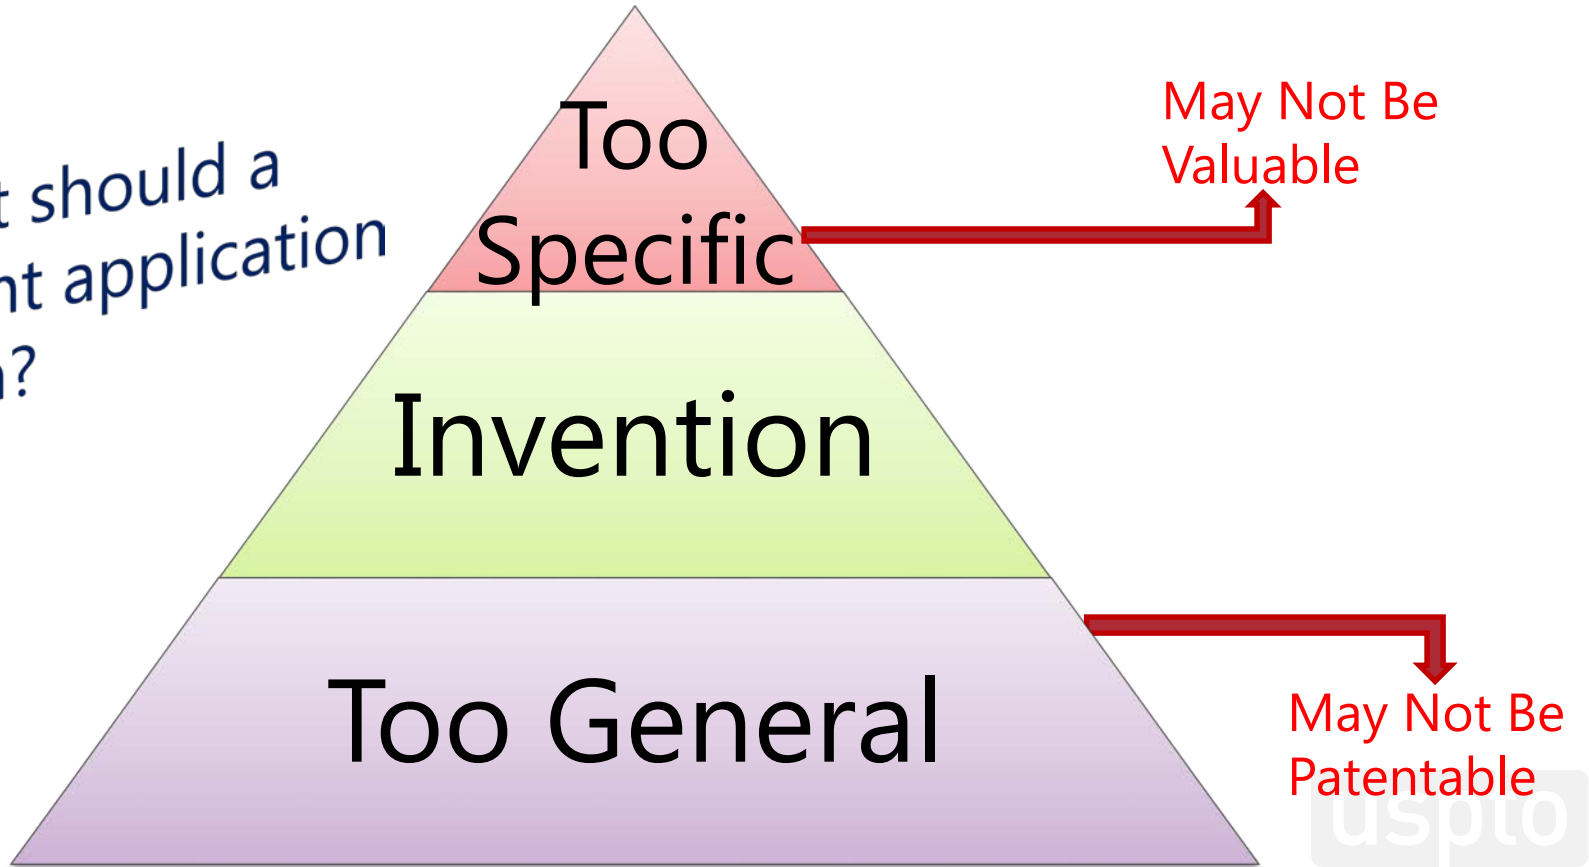 t should a
nt application
?
Too
Specific
Invention
Too General
May Not Be
Valuable
May Not Be
Patentable
uspto